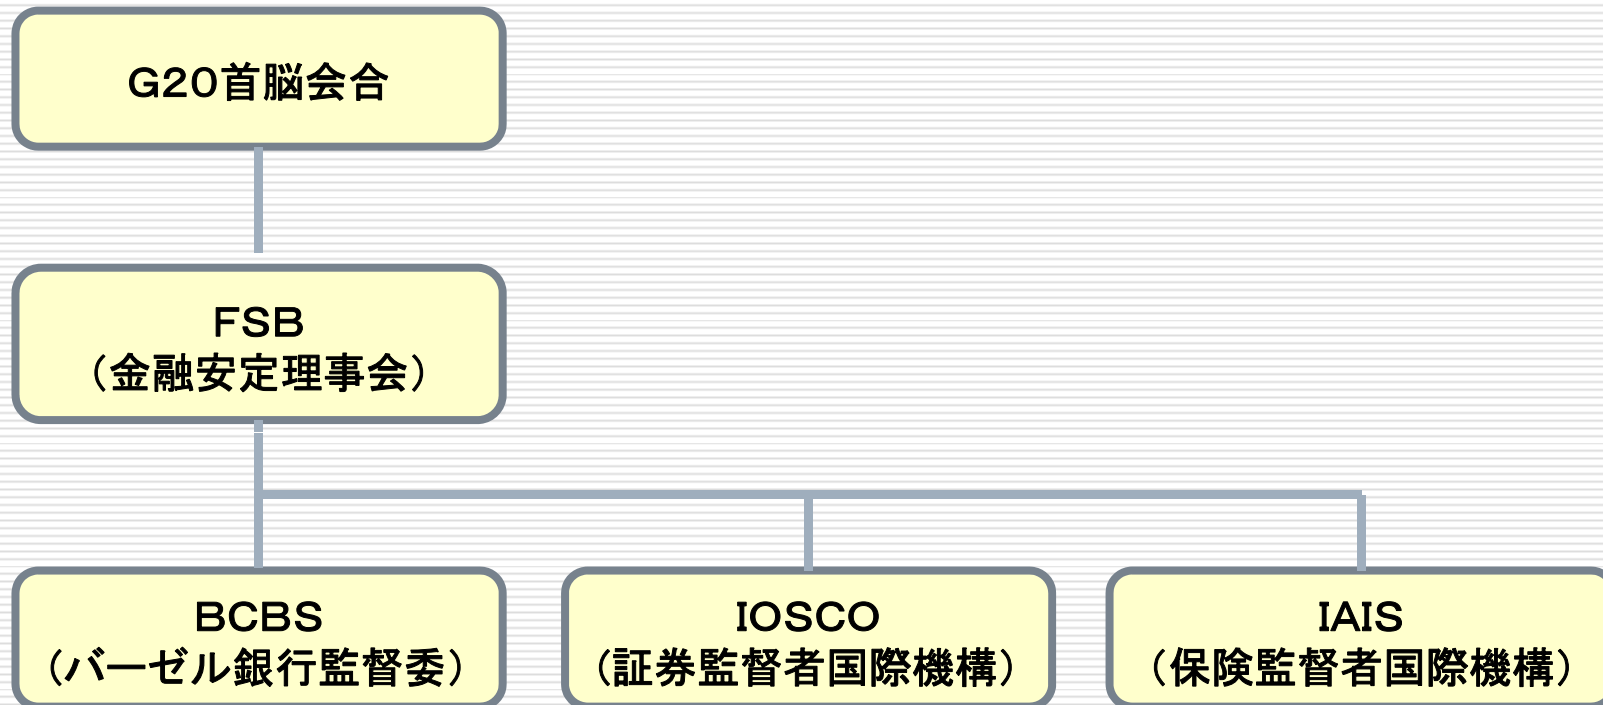 G20首脳会合
FSB
（金融安定理事会）
BCBS
（バーゼル銀行監督委）
IOSCO
（証券監督者国際機構）
IAIS
（保険監督者国際機構）